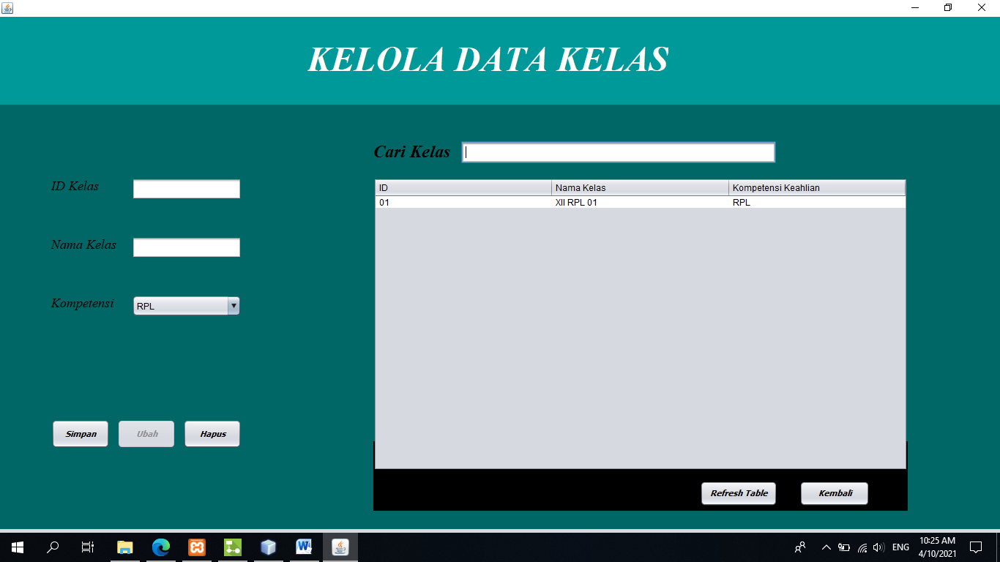 KELOLA DATA KELAS
Cari Kelas
ID Kelas
Nama Kelas
Kompetensi
RPL
Simpan
Ubah
Hapus
ID Nama Kelas Kompetensi Keahlian
01 XII RPL 01 RPL
Refresh Table
Kembali
ENG
10:25 AM
4/10/2021